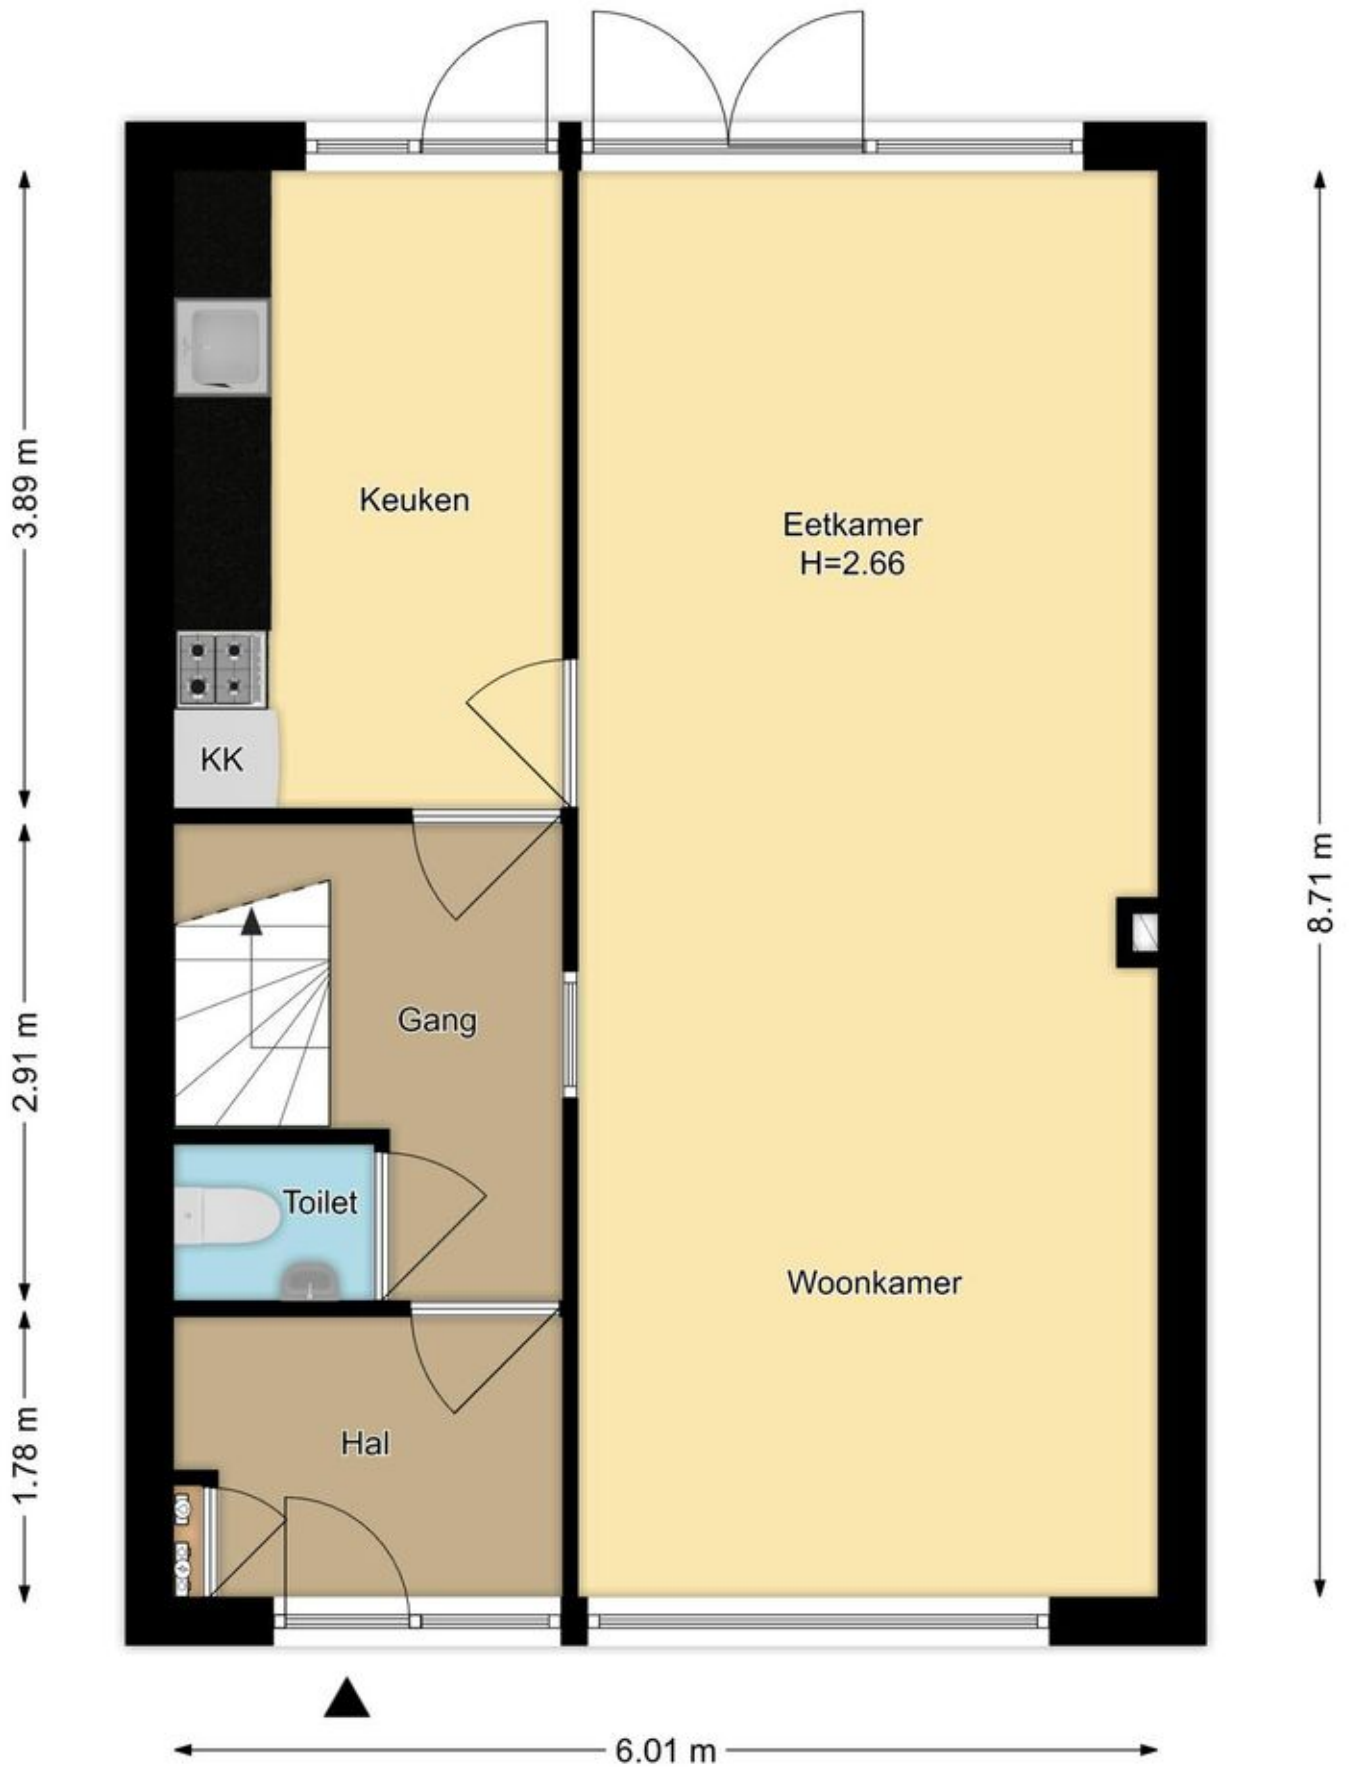 3.89 m
Keuken
Eetkamer
H=2.66
KK
8.71 m
2.91 m
Gang
Toilet
Woonkamer
1.78 m
Hal
6.01 m